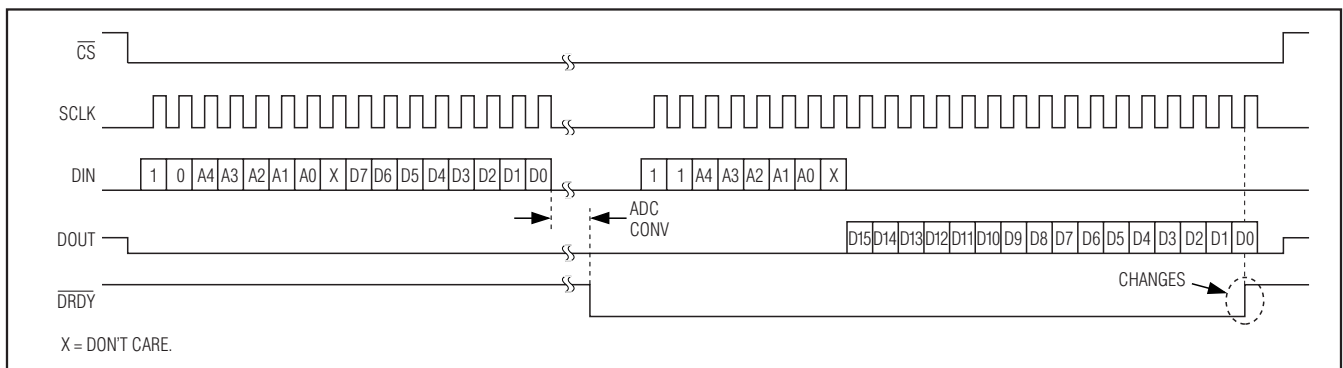 CS
SCLK
DIN 1 0 A4 A3 A2 A1 A0 X D7 D6 D5 D4 D3 D2 D1 D0 1 1 A4 A3 A2 A1 A0 X
ADC
CONV
DOUT D15 D14 D13 D12 D11 D10 D9 D8 D7 D6 D5 D4 D3 D2 D1 D0
CHANGES
DRDY
X = DON'T CARE.